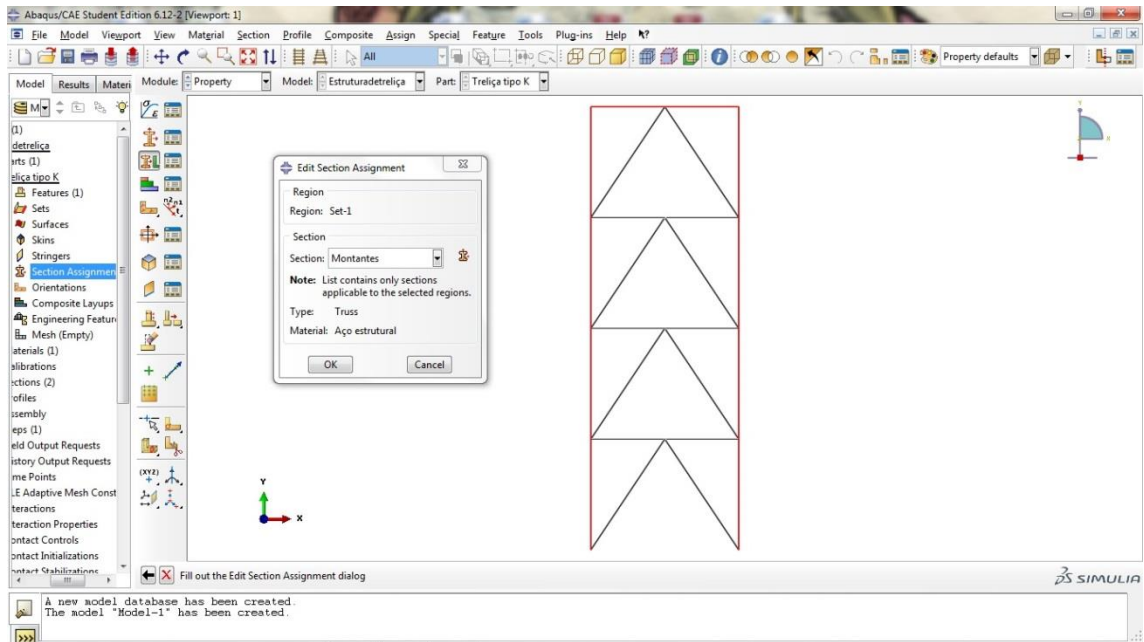 Abaqus/CAE Student Edition 6.12-2 [Viewport: 1]
File Model Viewport View Material Section Profile Composite Assign Special Feature Tools Plug-ins Help
All
Property defaults
Model Results Materi
Module: Property Model: Estruturadetreliça Part: Treliça tipo K
(1)
detreliça
arts (1)
eliça tipo K
Features (1)
Sets
Surfaces
Skins
Stringers
Section Assignmen
Orientations
Composite Layups
Engineering Featur
Mesh (Empty)
aterials (1)
alibrations
ections (2)
ofiles
ssembly
eps (1)
eld Output Requests
istory Output Requests
me Points
LE Adaptive Mesh Const
teractions
teraction Properties
ontact Controls
ontact Initializations
ontact Stabilizations
Edit Section Assignment
Region
Region: Set-1
Section
Section: Montantes
Note: List contains only sections
applicable to the selected regions.
Type: Truss
Material: Aço estrutural
OK Cancel
Y
X
Fill out the Edit Section Assignment dialog
SIMULIA
A new model database has been created.
The model "Model-1" has been created.
>>>